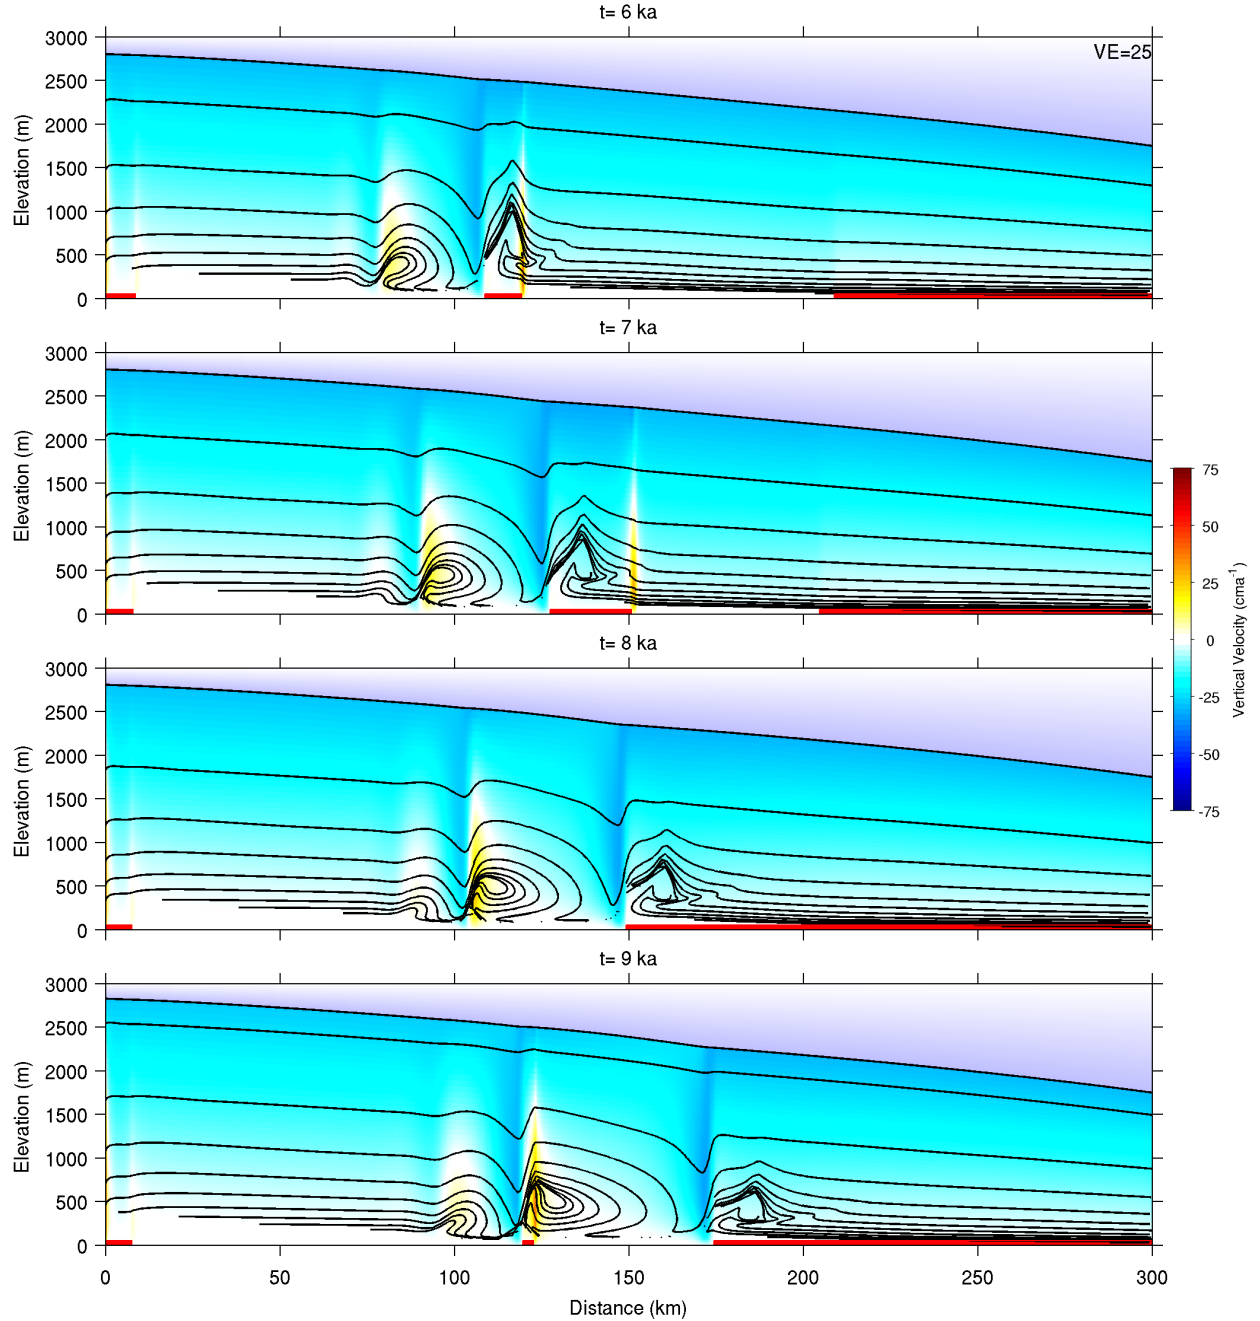 t= 6 ka
VE=25
3000
2500
2000
1500
1000
500
0
Elevation (m)
t= 7 ka
3000
2500
2000
1500
1000
500
0
Elevation (m)
t= 8 ka
3000
2500
2000
1500
1000
500
0
Elevation (m)
t= 9 ka
3000
2500
2000
1500
1000
500
0
Elevation (m)
0 50 100 150 200 250 300
Distance (km)
75
50
25
0
-25
-50
-75
Vertical Velocity (cma⁻¹)